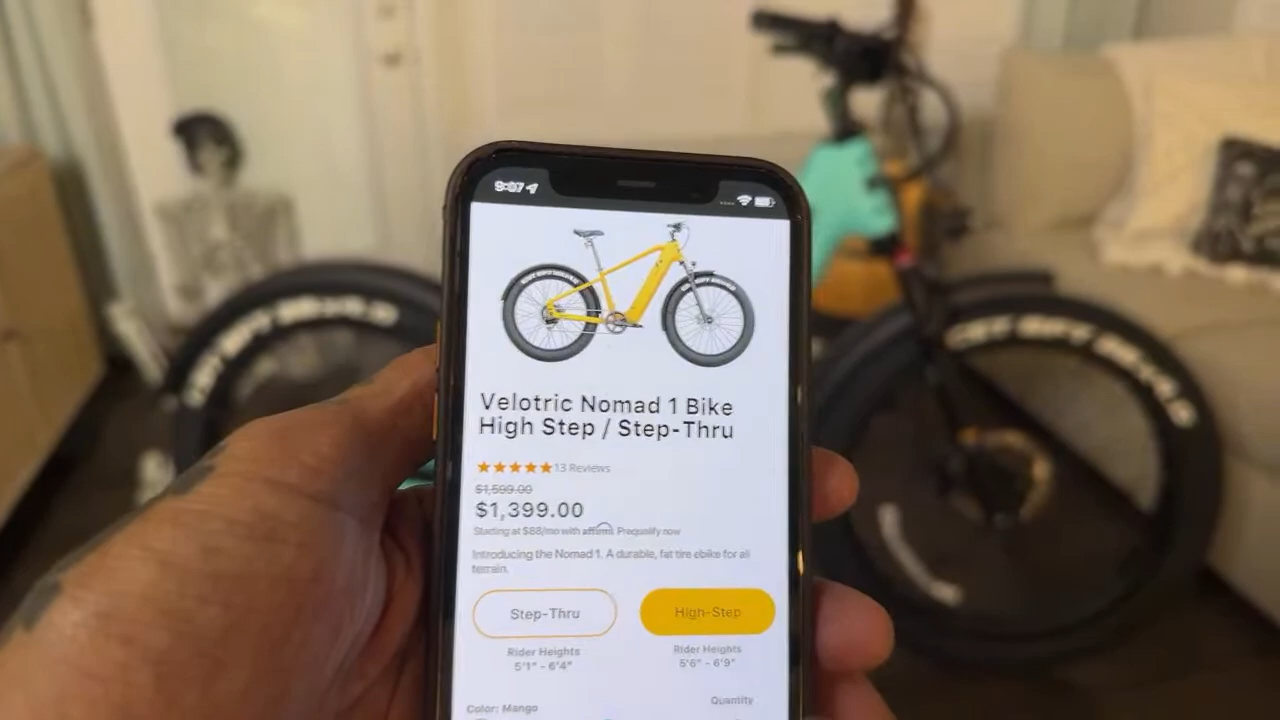 9:07
Velotric Nomad 1 Bike
High Step / Step-Thru
13 Reviews
$1,599.00
$1,399.00
Starting at $88/mo with affirm. Prequalify now
Introducing the Nomad 1. A durable, fat tire ebike for all
terrain.
Step-Thru
High-Step
Rider Heights
5'1" - 6'4"
Rider Heights
5'6" - 6'9"
Quantity
Color: Mango